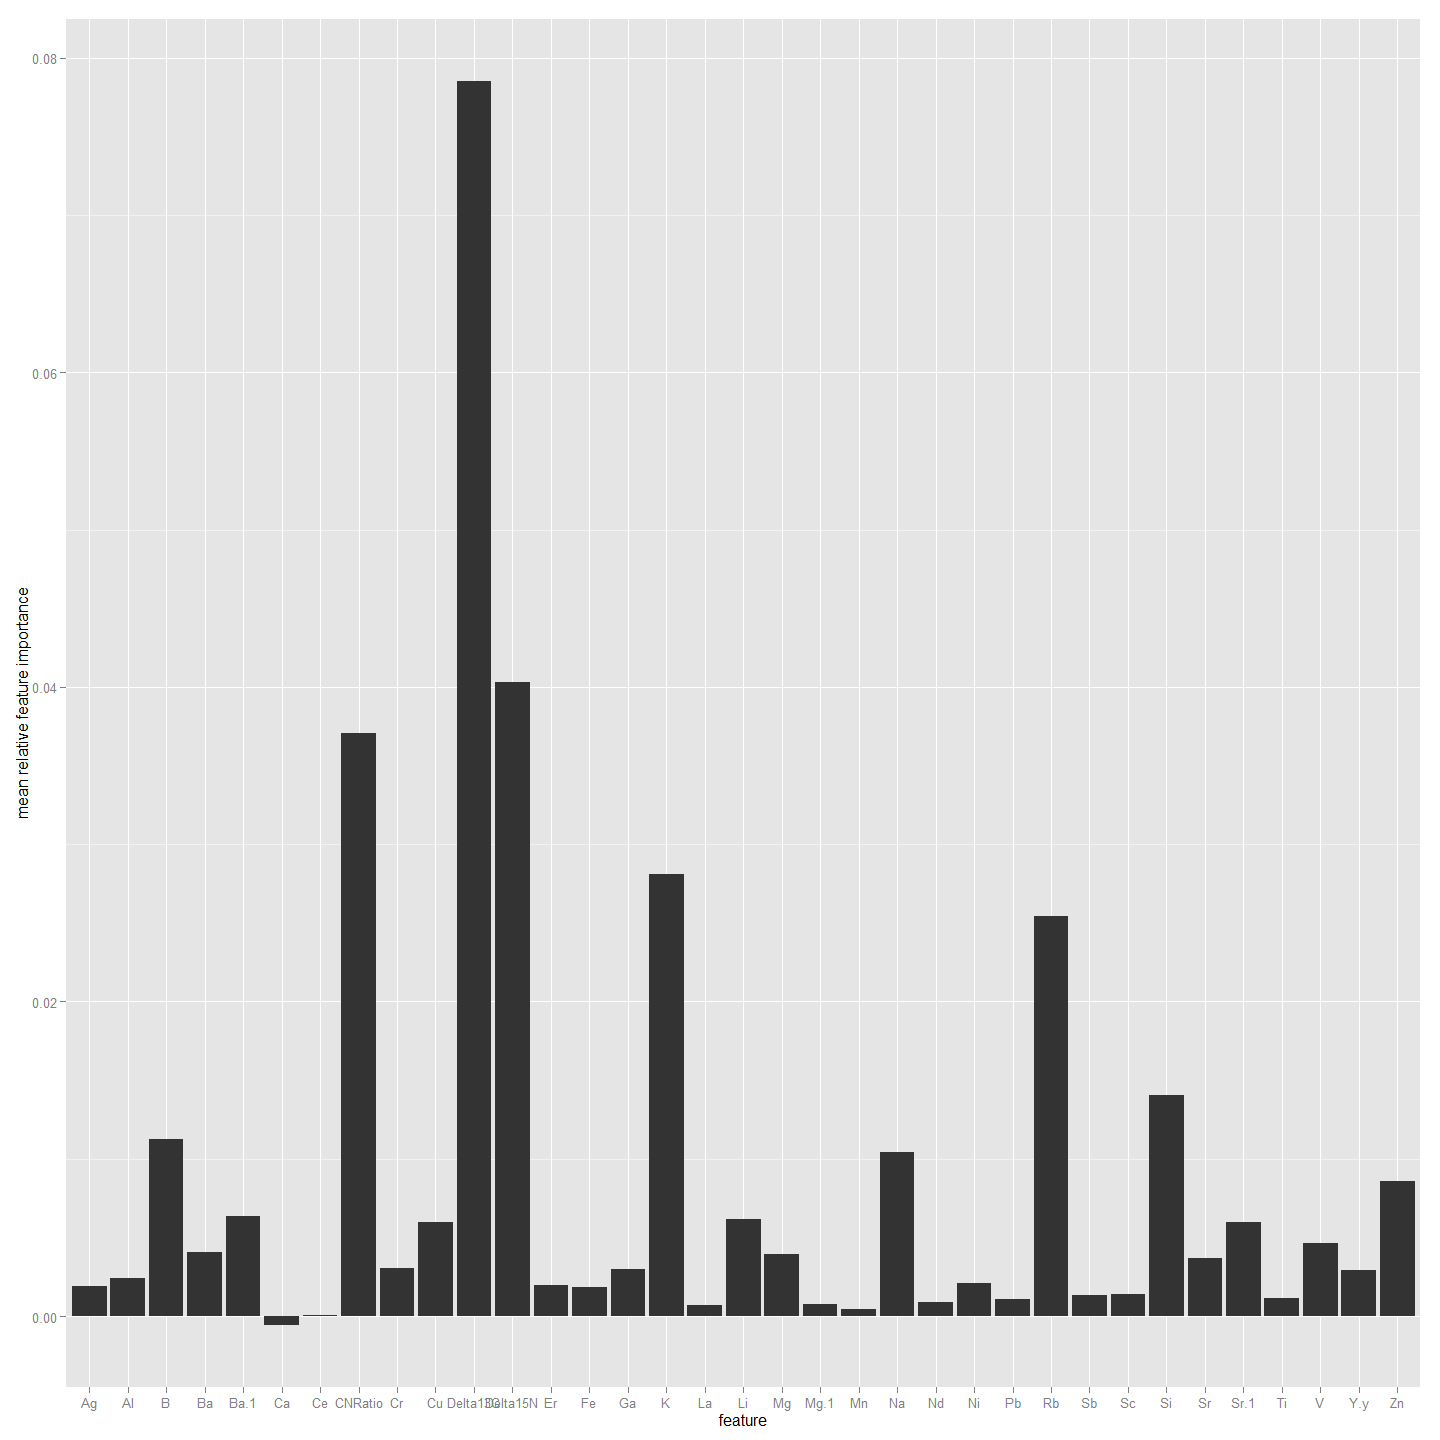 0.08
0.06
0.04
0.02
0.00
mean relative feature importance
Ag Al B Ba Ba.1 Ca Ce CNRatio Cr Cu Delta13C Delta15N Er Fe Ga K La Li Mg Mg.1 Mn Na Nd Ni Pb Rb Sb Sc Si Sr Sr.1 Ti V Y.y Zn
feature